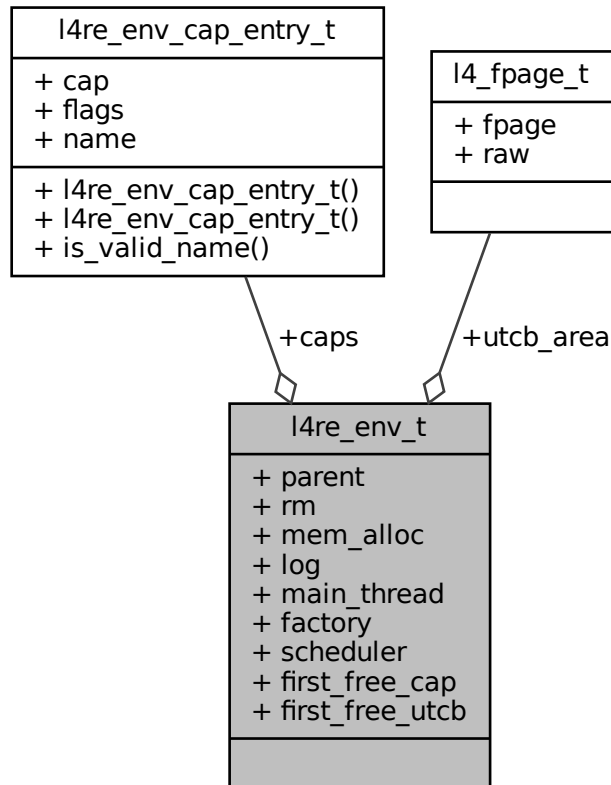 l4re_env_cap_entry_t
+ cap
+ flags
+ name
+ l4re_env_cap_entry_t()
+ l4re_env_cap_entry_t()
+ is_valid_name()
l4_fpage_t
+ fpage
+ raw
+caps
+utcb_area
l4re_env_t
+ parent
+ rm
+ mem_alloc
+ log
+ main_thread
+ factory
+ scheduler
+ first_free_cap
+ first_free_utcb